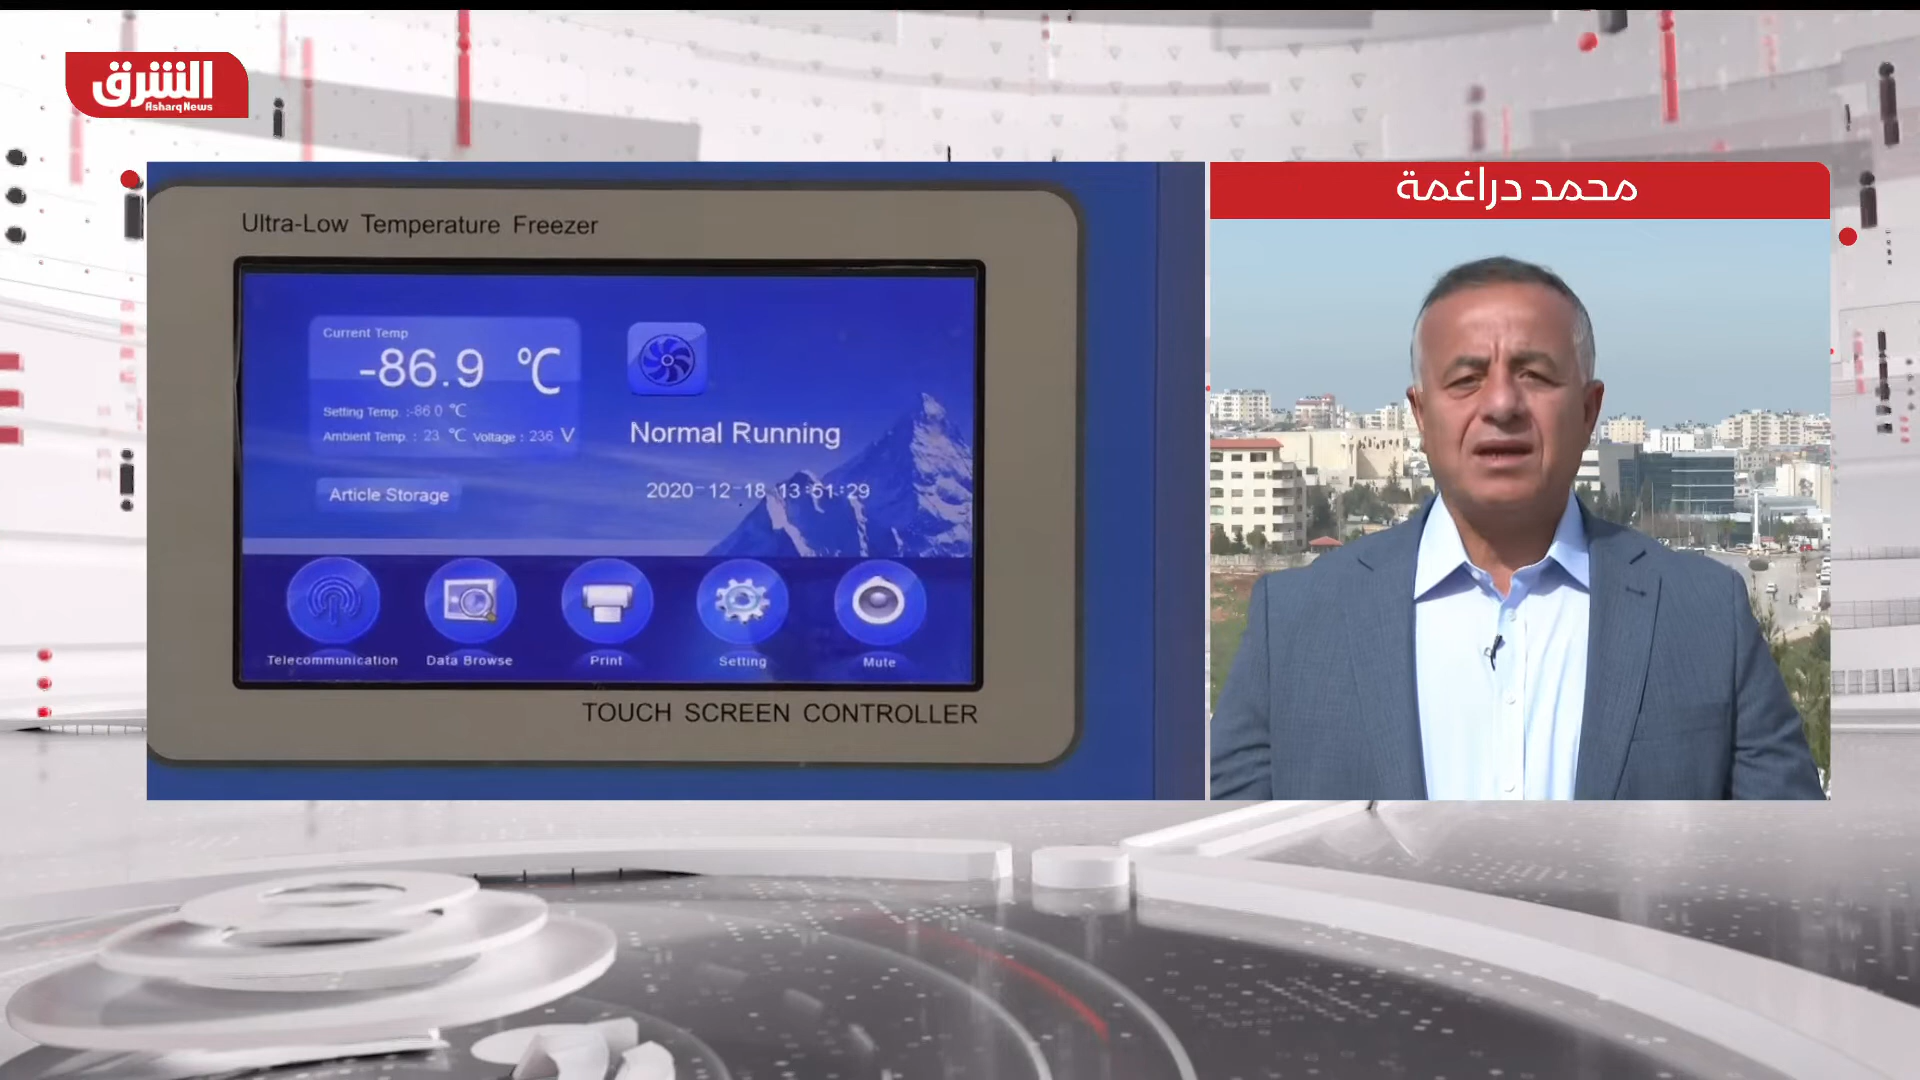 الشرق
Asharq News
محمد دراغمة
Ultra-Low Temperature Freezer
Current Temp
-86.9 ℃
Setting Temp. :-86.0 ℃
Ambient Temp. : 23 ℃ Voltage : 236 V
Article Storage
Normal Running
2020-12-18 13:51:29
Telecommunication
Data Browse
Print
Setting
Mute
TOUCH SCREEN CONTROLLER